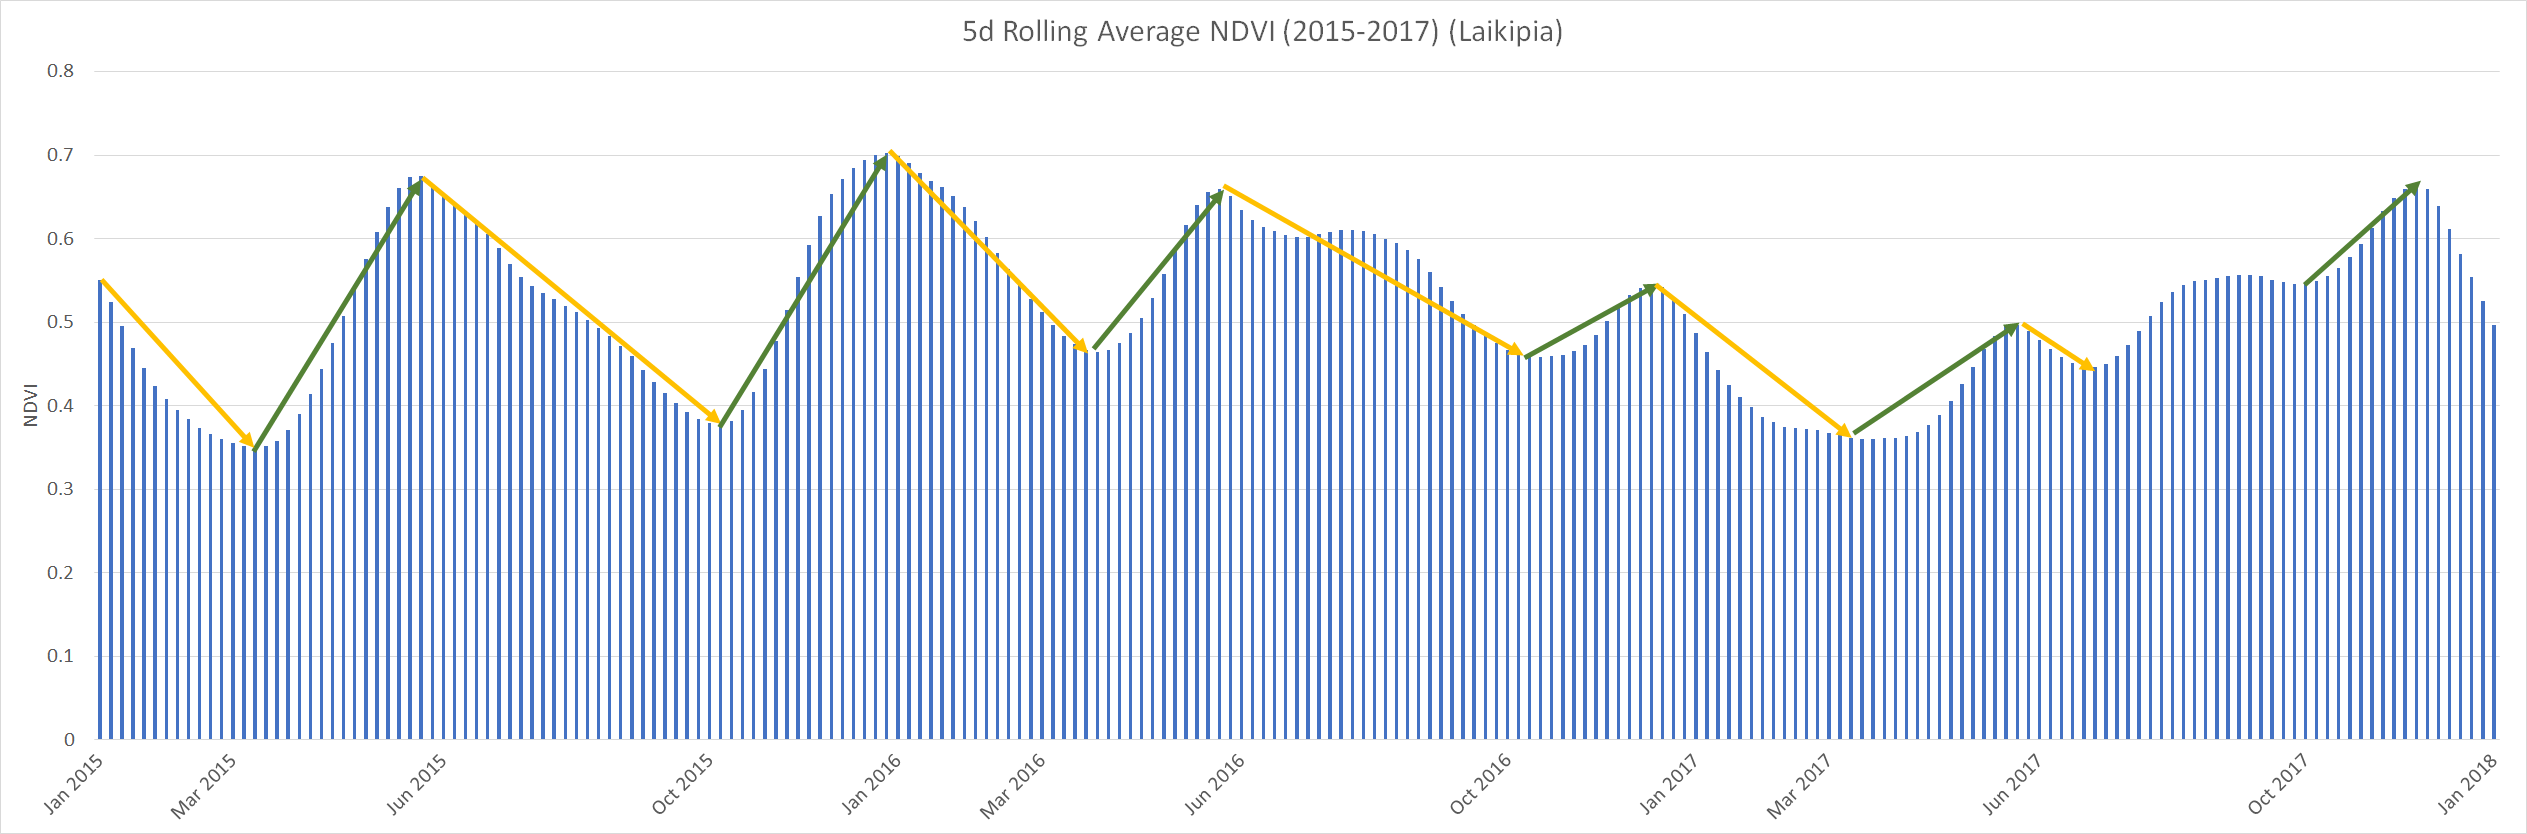 5d Rolling Average NDVI (2015-2017) (Laikipia)
0.8
0.7
0.6
0.5
0.4
0.3
0.2
0.1
0
NDVI
Jan 2015
Mar 2015
Jun 2015
Oct 2015
Jan 2016
Mar 2016
Jun 2016
Oct 2016
Jan 2017
Mar 2017
Jun 2017
Oct 2017
Jan 2018